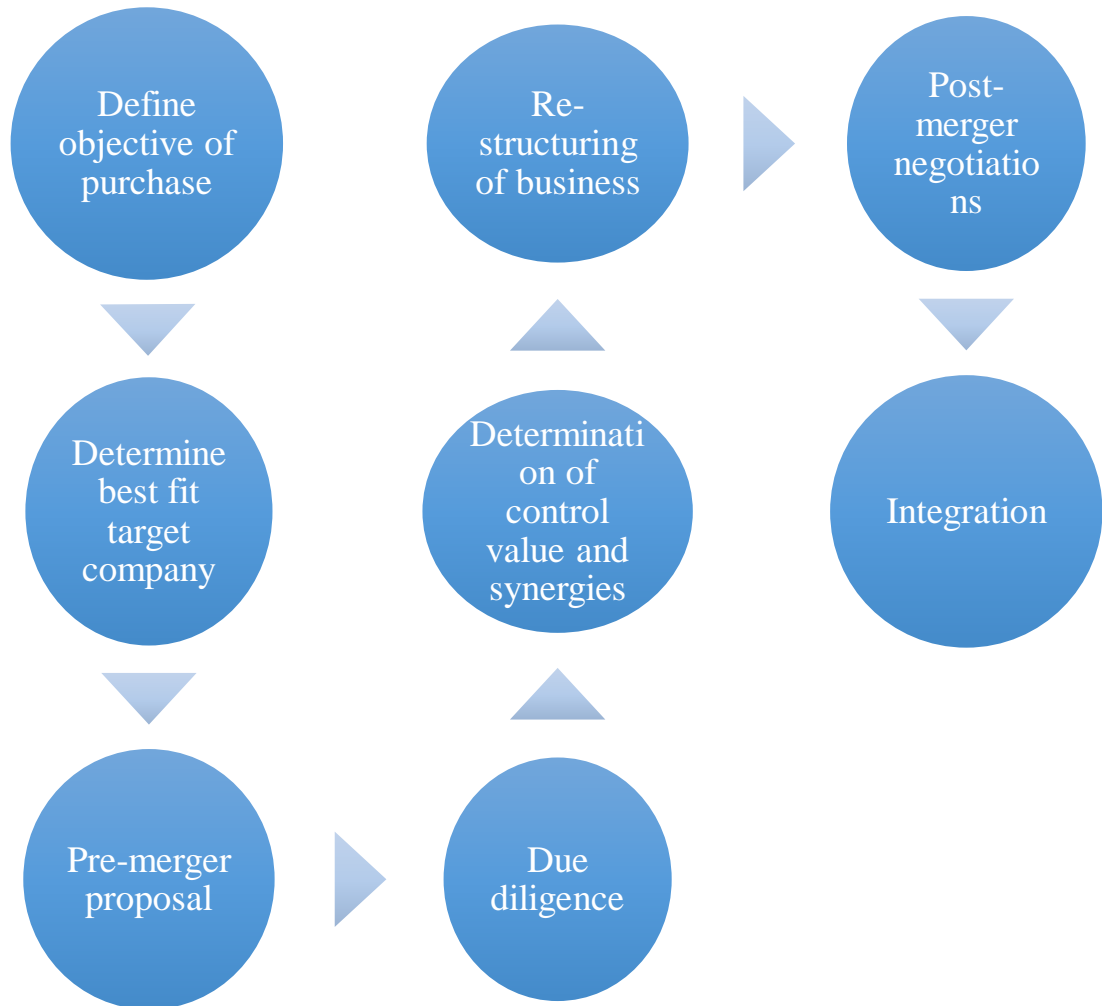 Define
objective of
purchase
Determine
best fit
target
company
Pre-merger
proposal
Due
diligence
Determinati
on of
control
value and
synergies
Re-
structuring
of business
Post-
merger
negotiatio
ns
Integration